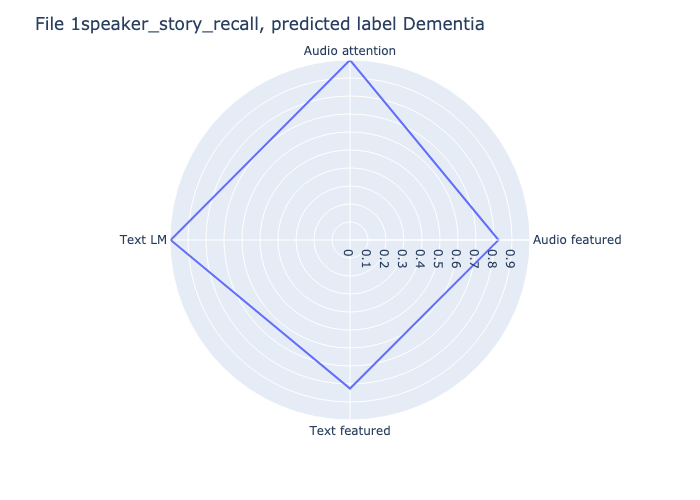 File 1speaker_story_recall, predicted label Dementia
Audio attention
Text LM
Audio featured
0
0.1
0.2
0.3
0.4
0.5
0.6
0.7
0.8
0.9
Text featured